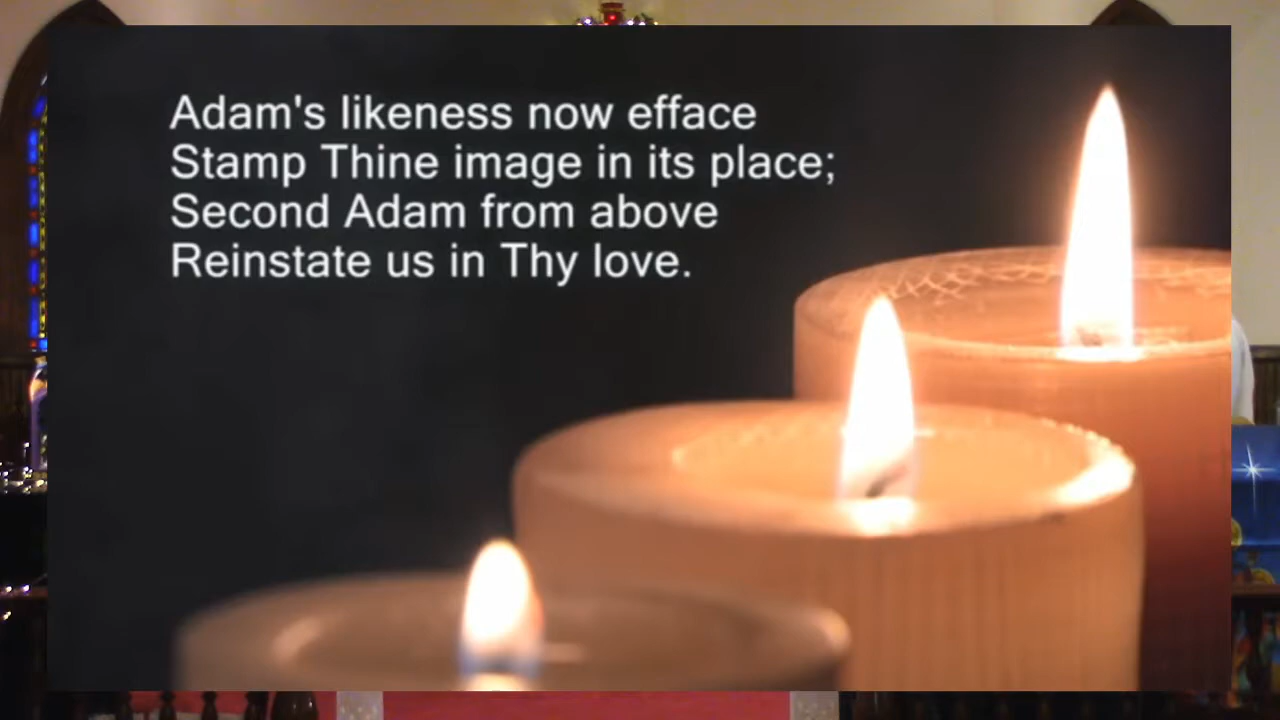 Adam's likeness now efface
Stamp Thine image in its place;
Second Adam from above
Reinstate us in Thy love.